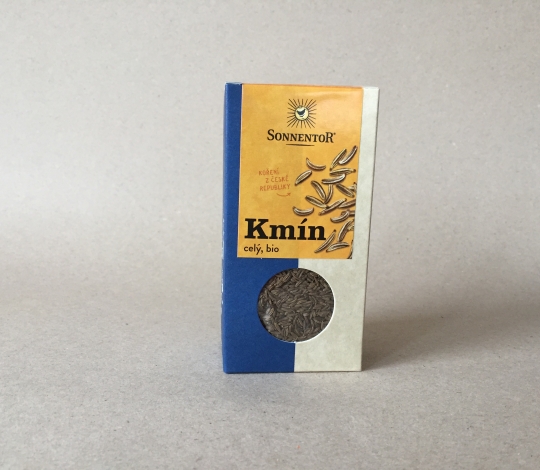 SONNENTOR®
KOŘENÍ
Z ČESKÉ
REPUBLIKY
Kmín
celý, bio